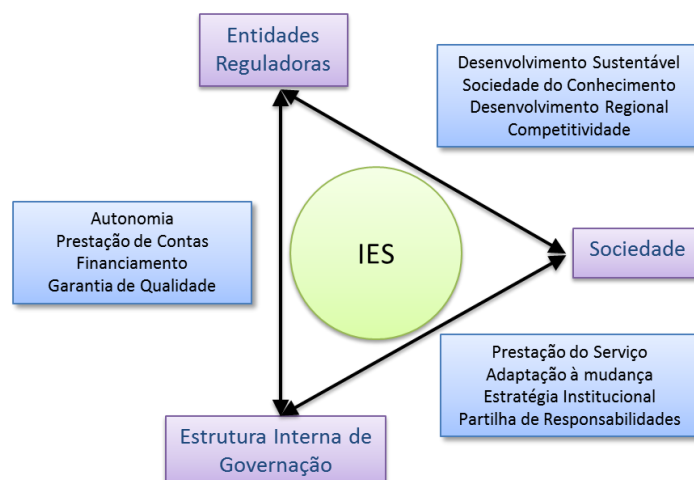 Entidades
Reguladoras
Desenvolvimento Sustentável
Sociedade do Conhecimento
Desenvolvimento Regional
Competitividade
Autonomia
Prestação de Contas
Financiamento
Garantia de Qualidade
IES
Sociedade
Prestação do Serviço
Adaptação à mudança
Estratégia Institucional
Partilha de Responsabilidades
Estrutura Interna de
Governação